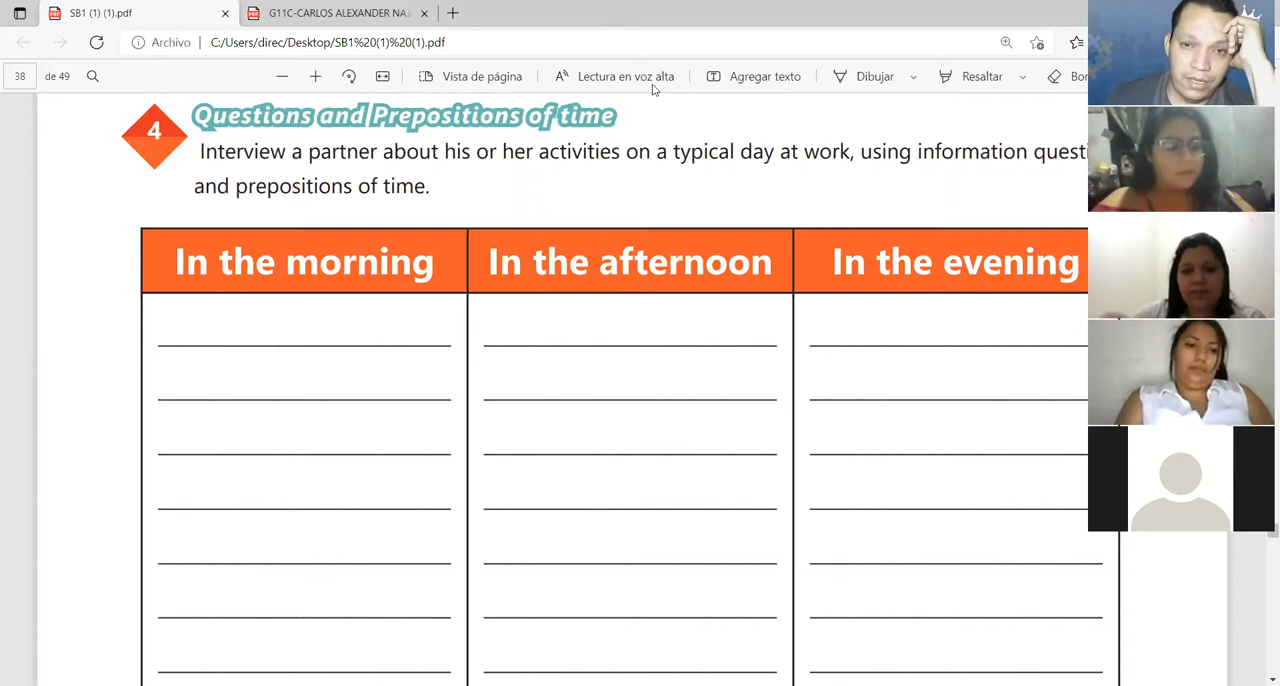 SB1 (1) (1).pdf
G11C-CARLOS ALEXANDER NAJ
Archivo
C:/Users/direc/Desktop/SB1%20(1)%20(1).pdf
38 de 49
Vista de página
Lectura en voz alta
Agregar texto
Dibujar
Resaltar
Bor
4
Questions and Prepositions of time
Interview a partner about his or her activities on a typical day at work, using information questi
and prepositions of time.
In the morning
In the afternoon
In the evening